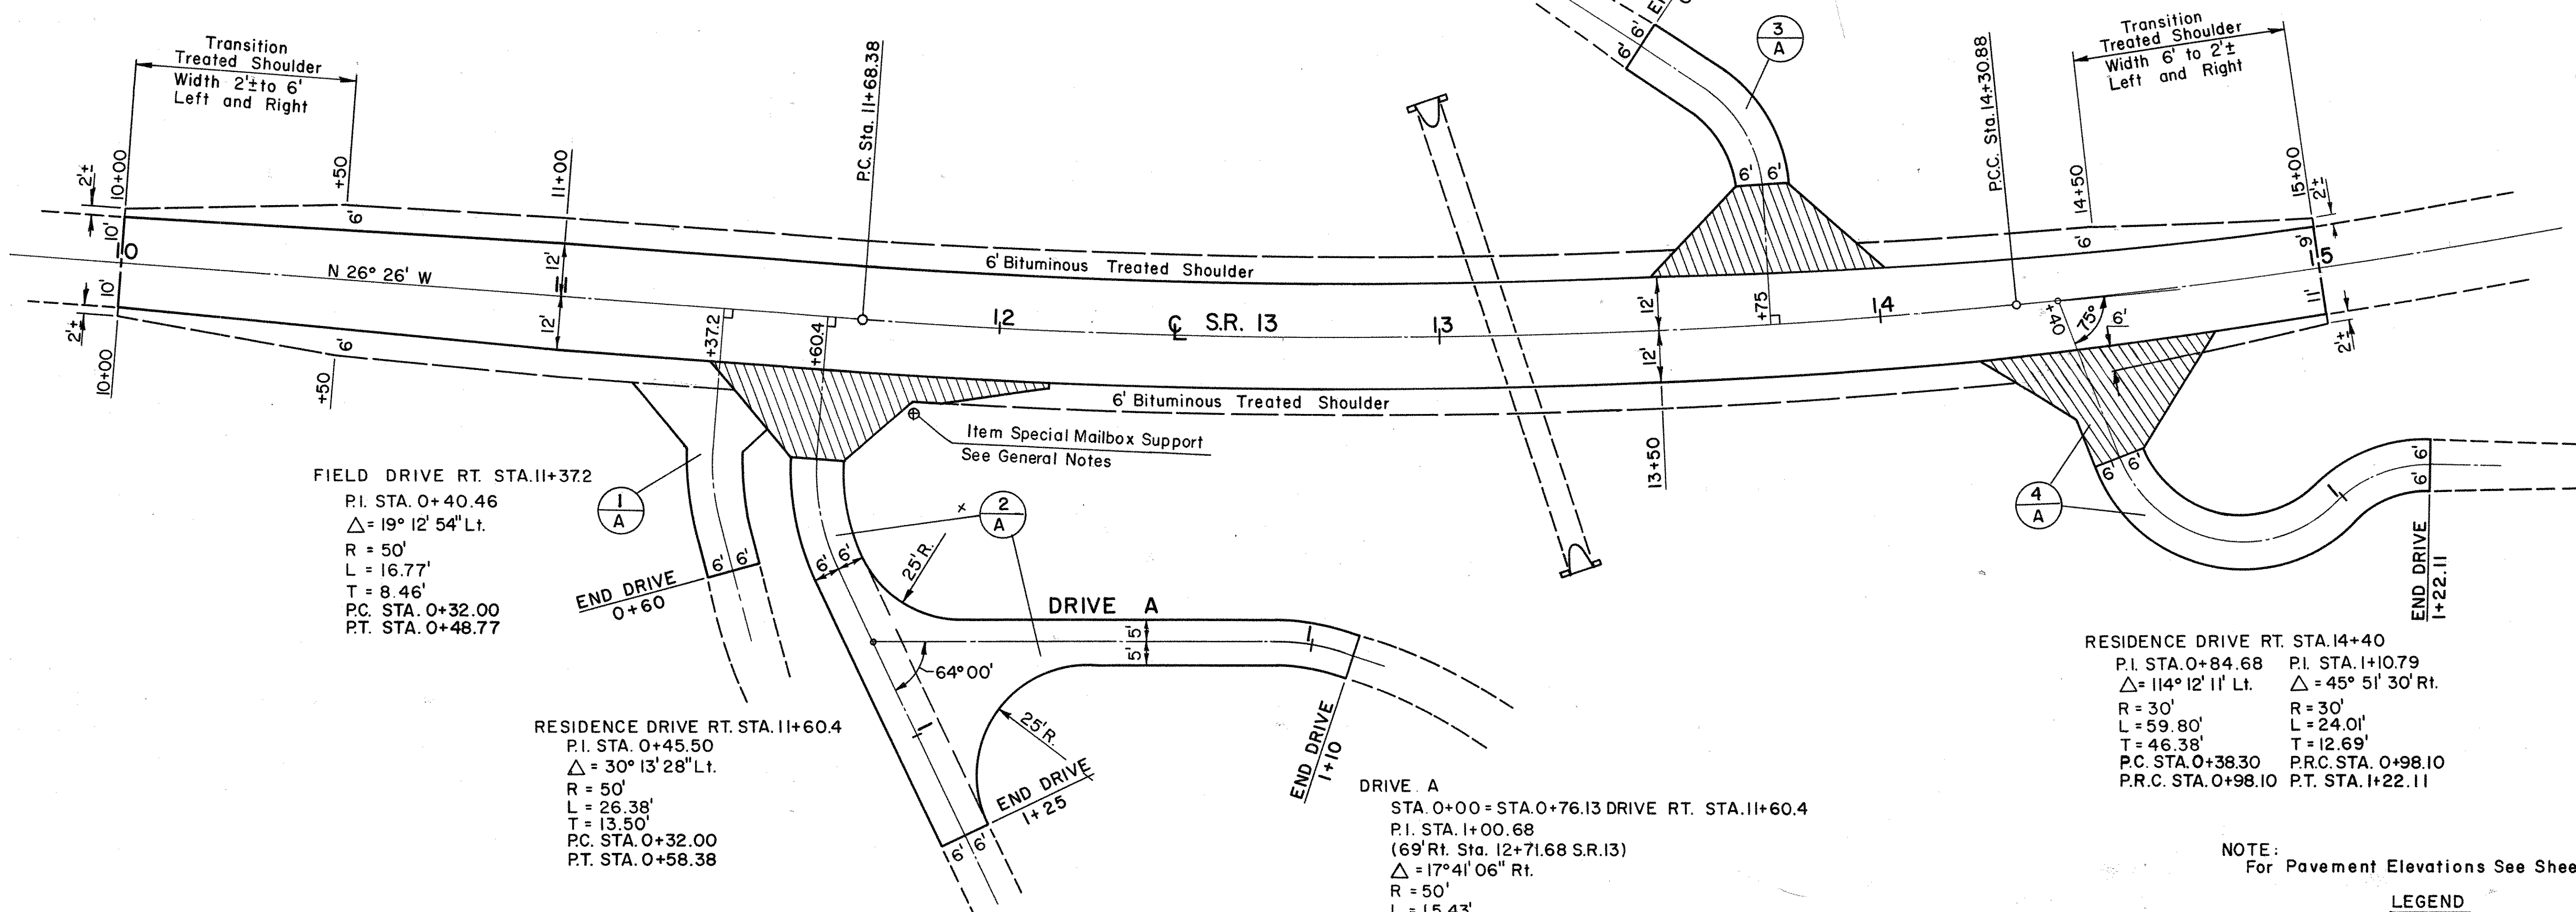 Transition
Treated Shoulder
Width 2'± to 6'
Left and Right
10+00
+50
11+00
P.C. Sta. 11+68.38
3
A
6'
6'
P.C.C. Sta. 14+30.88
Transition
Treated Shoulder
Width 6' to 2'±
Left and Right
14+50
15+00
2'±
2'±
10'
10
10'
2'±
6'
6'
10+00
+50
N 26° 26' W
12'
11
12'
+37.2
+60.4
6' Bituminous Treated Shoulder
12
℄ S.R. 13
13
6' Bituminous Treated Shoulder
12'
12'
13+50
6'
6'
+75
14
+40
75°
6'
6'
9'
15
11'
2'±
Item Special Mailbox Support
See General Notes
FIELD DRIVE RT. STA. 11+37.2
P.I. STA. 0+40.46
△ = 19° 12' 54" Lt.
R = 50'
L = 16.77'
T = 8.46'
P.C. STA. 0+32.00
P.T. STA. 0+48.77
1
A
6'
6'
END DRIVE
0+60
2
A
x
6'
6'
25' R.
DRIVE A
5'
5'
1
64°00'
25' R.
1
6'
6'
END DRIVE
1+25
END DRIVE
1+10
RESIDENCE DRIVE RT. STA. 11+60.4
P.I. STA. 0+45.50
△ = 30° 13' 28" Lt.
R = 50'
L = 26.38'
T = 13.50'
P.C. STA. 0+32.00
P.T. STA. 0+58.38
DRIVE. A
STA. 0+00 = STA. 0+76.13 DRIVE RT. STA. 11+60.4
P.I. STA. 1+00.68
(69' Rt. Sta. 12+71.68 S.R. 13)
△ = 17° 41' 06" Rt.
R = 50'
L = 15.43'
4
A
6'
6'
1
6'
6'
END DRIVE
1+22.11
RESIDENCE DRIVE RT. STA. 14+40
P.I. STA. 0+84.68 P.I. STA. 1+10.79
△ = 114° 12' 11" Lt. △ = 45° 51' 30" Rt.
R = 30' R = 30'
L = 59.80' L = 24.01'
T = 46.38' T = 12.69'
P.C. STA. 0+38.30 P.R.C. STA. 0+98.10
P.R.C. STA. 0+98.10 P.T. STA. 1+22.11
NOTE:
For Pavement Elevations See Shee
LEGEND